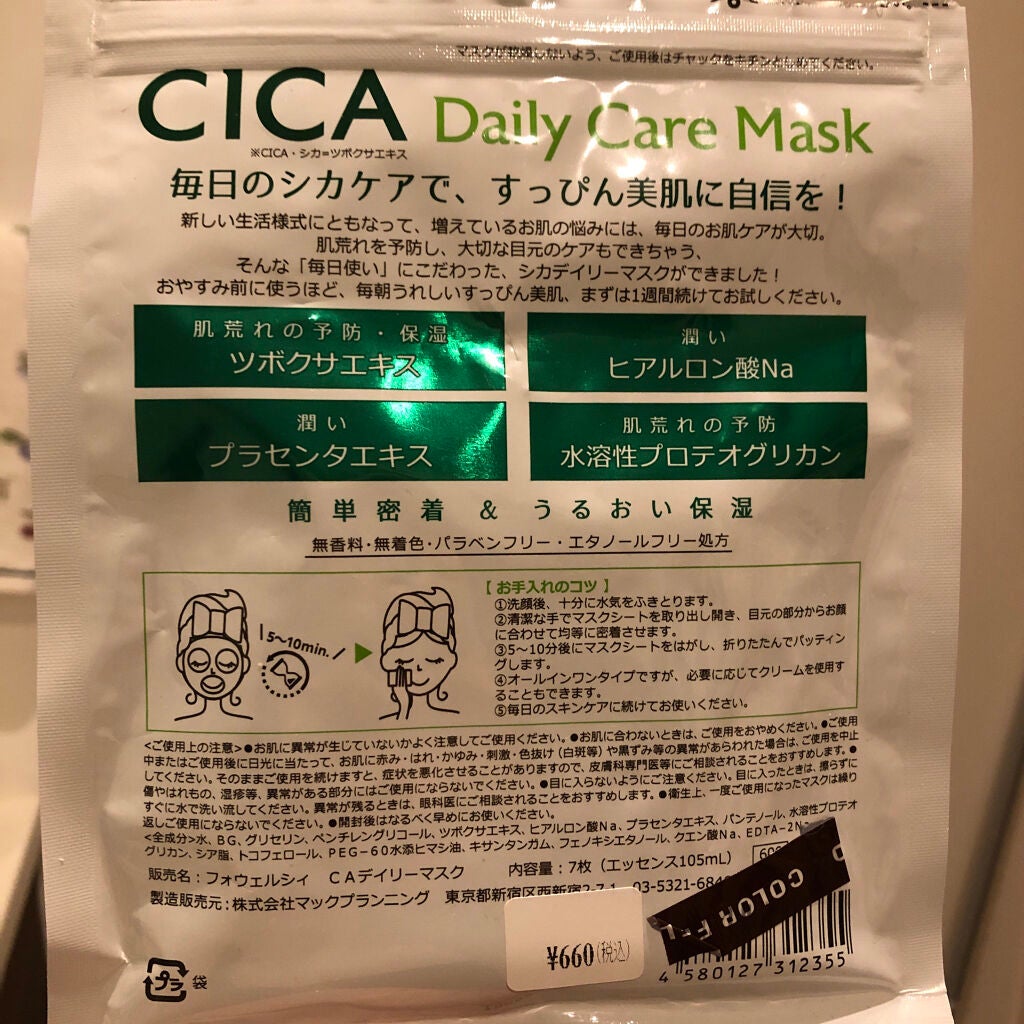 マスクが乾燥しないよう、ご使用後はチャックをキチンとしめてください。
CICA Daily Care Mask
※CICA・シカ=ツボクサエキス
毎日のシカケアで、すっぴん美肌に自信を！
新しい生活様式にともなって、増えているお肌の悩みには、毎日のお肌ケアが大切。
肌荒れを予防し、大切な目元のケアもできちゃう、
そんな「毎日使い」にこだわった、シカデイリーマスクができました！
おやすみ前に使うほど、毎朝うれしいすっぴん美肌、まずは1週間続けてお試しください。
肌荒れの予防・保湿
ツボクサエキス
潤い
ヒアルロン酸Na
潤い
プラセンタエキス
肌荒れの予防
水溶性プロテオグリカン
簡単密着 & うるおい保湿
無香料・無着色・パラベンフリー・エタノールフリー処方
5〜10min.
【お手入れのコツ】
①洗顔後、十分に水気をふきとります。
②清潔な手でマスクシートを取り出し開き、目元の部分からお顔
に合わせて均等に密着させます。
③5〜10分後にマスクシートをはがし、折りたたんでパッティン
グします。
④オールインワンタイプですが、必要に応じてクリームを使用す
ることもできます。
⑤毎日のスキンケアに続けてお使いください。
<ご使用上の注意>●お肌に異常が生じていないかよく注意してご使用ください。●お肌に合わないときは、ご使用をおやめください。●ご使用
中またはご使用後に日光に当たって、お肌に赤み・はれ・かゆみ・刺激・色抜け(白斑等)や黒ずみ等の異常があらわれた場合は、ご使用を中止
してください。そのままご使用を続けますと、症状を悪化させることがありますので、皮膚科専門医等にご相談されることをおすすめします。●
傷やはれもの、湿疹等、異常がある部分にはご使用にならないでください。●目に入らないようにご注意ください。目に入ったときは、擦らずに
すぐに水で洗い流してください。異常が残るときは、眼科医にご相談されることをおすすめします。●衛生上、一度ご使用になったマスクは繰り
返しご使用にならないでください。●開封後はなるべく早めにお使いください。
<全成分>水、BG、グリセリン、ペンチレングリコール、ツボクサエキス、ヒアルロン酸Na、プラセンタエキス、パンテノール、水溶性プロテオ
グリカン、シア脂、トコフェロール、PEG-60水添ヒマシ油、キサンタンガム、フェノキシエタノール、クエン酸Na、EDTA-2Na
販売名：フォウェルシィ CAデイリーマスク 内容量：7枚(エッセンス105mL)
製造販売元：株式会社マックプランニング 東京都新宿区西新宿2-7-1 03-5321-684
COLOR
¥660(税込)
4 580127 312355
プラ 袋